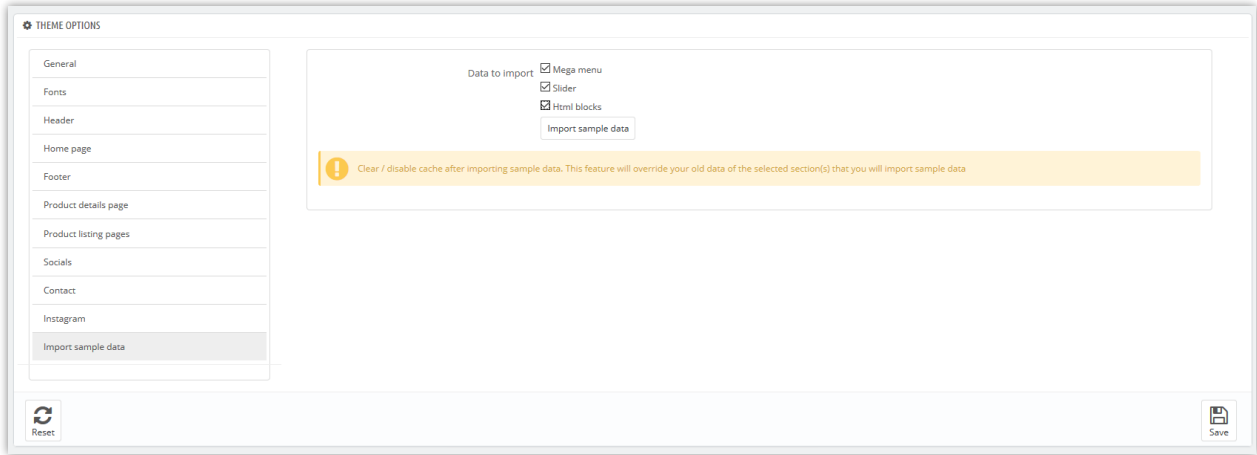 THEME OPTIONS
General
Fonts
Header
Home page
Footer
Product details page
Product listing pages
Socials
Contact
Instagram
Import sample data
Data to import
Mega menu
Slider
Html blocks
Import sample data
Clear / disable cache after importing sample data. This feature will override your old data of the selected section(s) that you will import sample data
Reset
Save